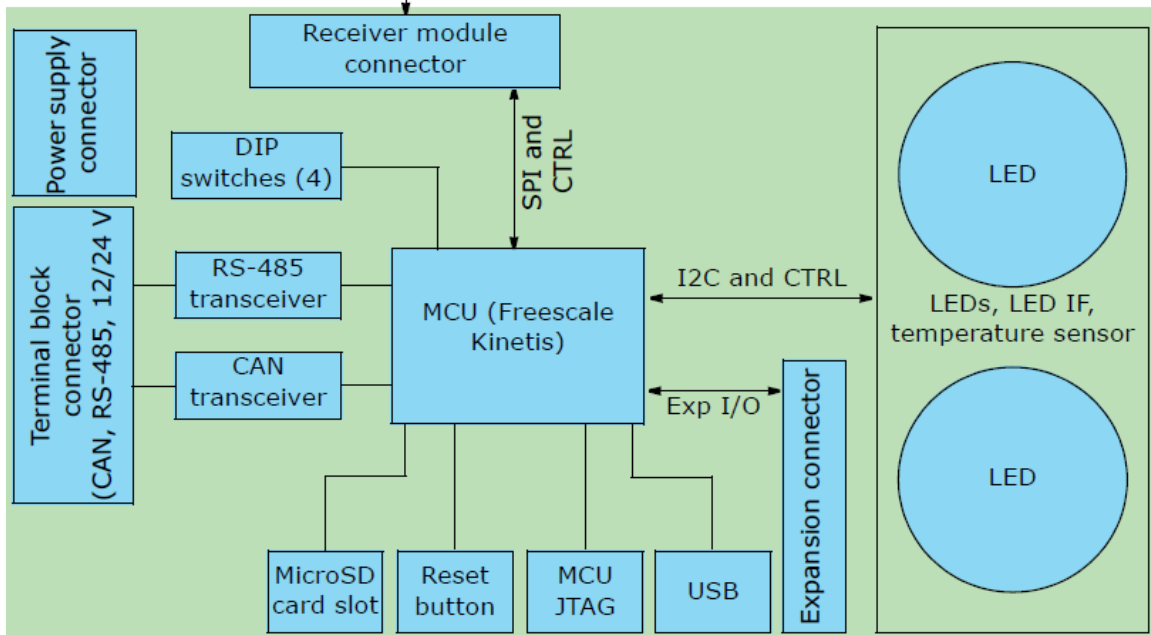 Receiver module
connector
Power supply
connector
DIP
switches (4)
SPI and
CTRL
LED
Terminal block
connector
(CAN, RS-485, 12/24 V
RS-485
transceiver
MCU (Freescale
Kinetis)
I2C and CTRL
LEDs, LED IF,
temperature sensor
CAN
transceiver
Exp I/O
Expansion connector
LED
MicroSD
card slot
Reset
button
MCU
JTAG
USB